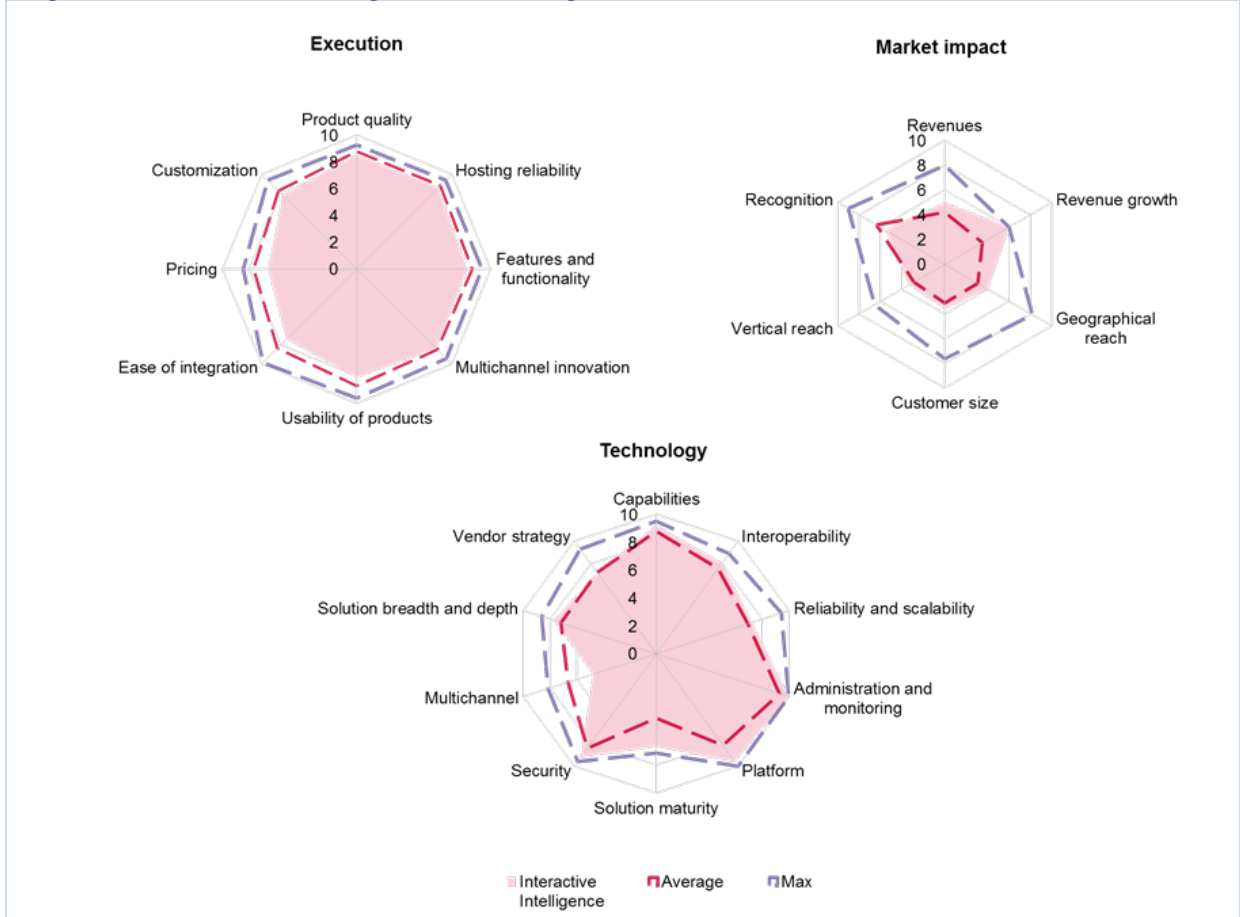 Execution
Market impact
Product quality
10
8
6
4
2
0
Customization
Hosting reliability
Pricing
Features and
functionality
Ease of integration
Multichannel innovation
Usability of products
Revenues
10
8
6
4
2
0
Recognition
Revenue growth
Vertical reach
Geographical
reach
Customer size
Technology
Capabilities
10
8
6
4
2
0
Vendor strategy
Interoperability
Solution breadth and depth
Reliability and scalability
Multichannel
Administration and
monitoring
Security
Platform
Solution maturity
Interactive
Intelligence
Average
Max